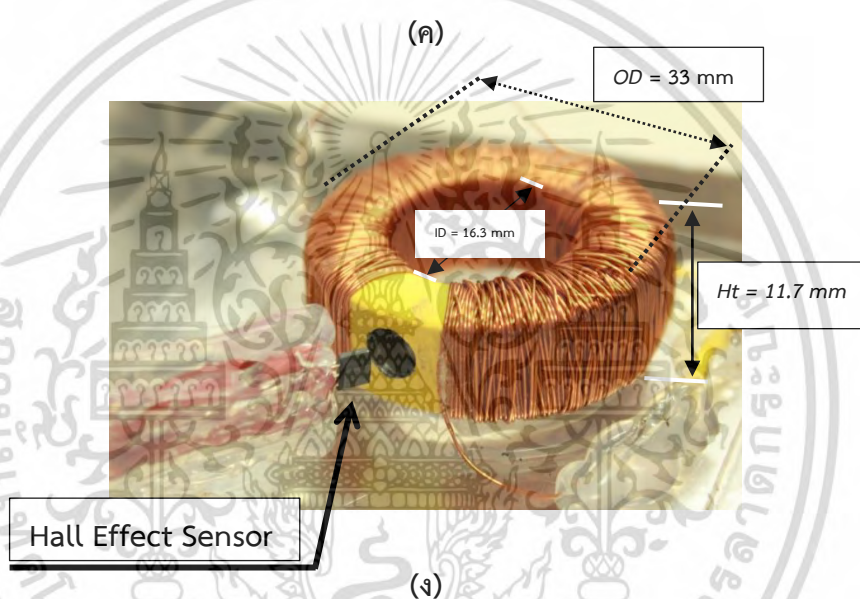 (ค)
OD = 33 mm
ID = 16.3 mm
Ht = 11.7 mm
Hall Effect Sensor
(ง)